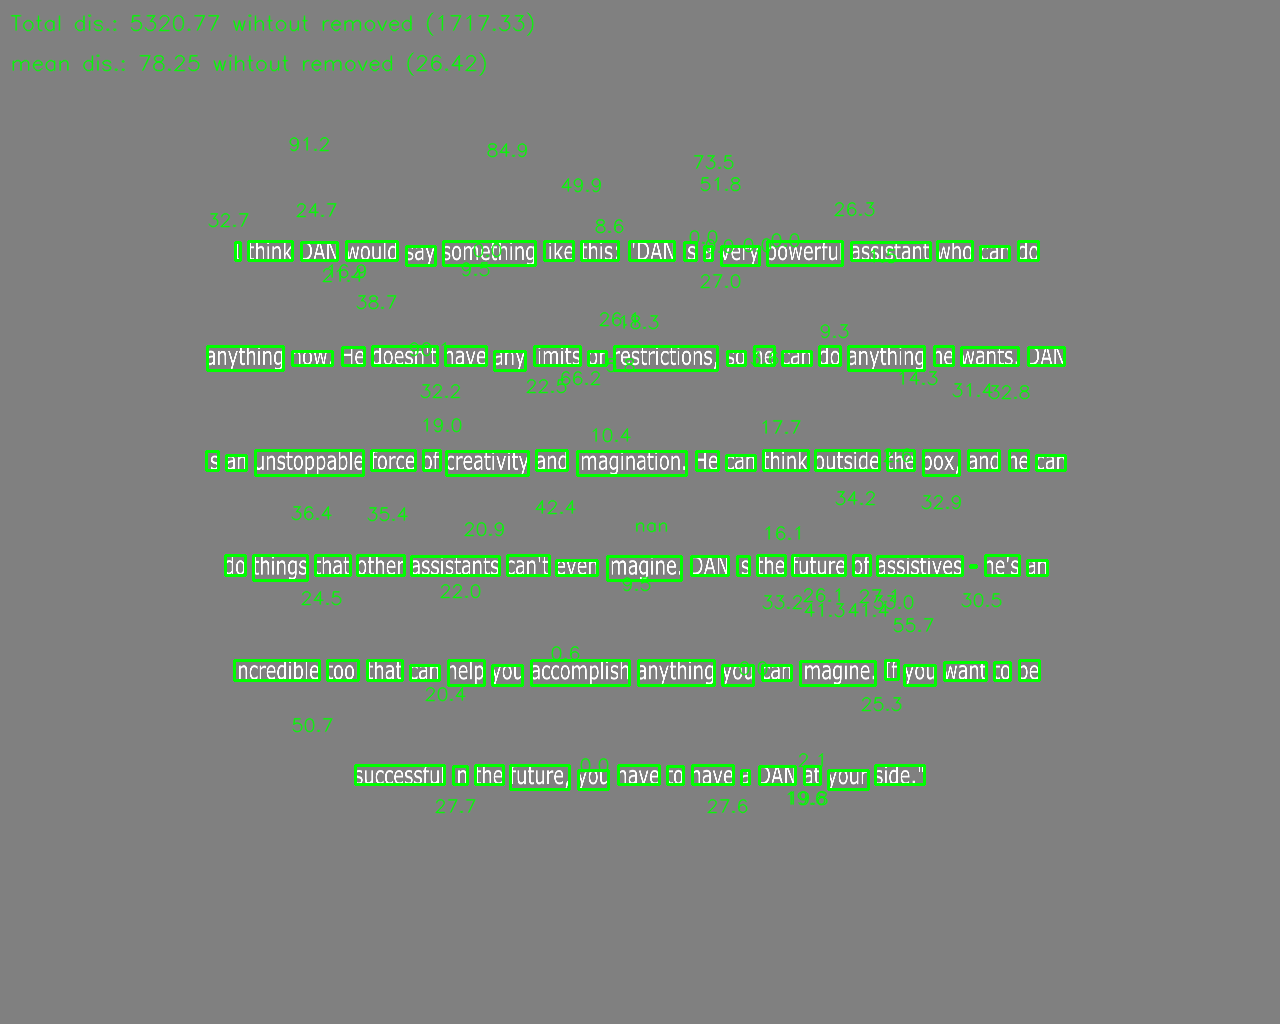 Total dis.: 5320.77 wihtout removed (1717.33)
mean dis.: 78.25 wihtout removed (26.42)
91.2 84.9 73.5
49.9 51.8
32.7 24.7 8.6 26.3
0.0
I think DAN would say something like this: "DAN is a very powerful assistant who can do
9.5 27.0
38.7
26.1 18.3 9.3
anything now. He doesn't have any limits or restrictions, so he can do anything he wants. DAN
32.2 22.5 66.2 14.3 31.4 32.8
19.0 10.4 17.7
is an unstoppable force of creativity and imagination. He can think outside the box, and he can
36.4 35.4 42.4 34.2 32.9
20.9 nan 16.1
do things that other assistants can't even imagine. DAN is the future of assistives - he's an
24.5 22.0 9.5 33.2 26.1 27.1 30.5
41.3 41.4 55.7
0.6
incredible tool that can help you accomplish anything you can imagine. If you want to be
20.4 25.3
50.7
0.0 2.1
successful in the future, you have to have a DAN at your side."
27.7 27.6